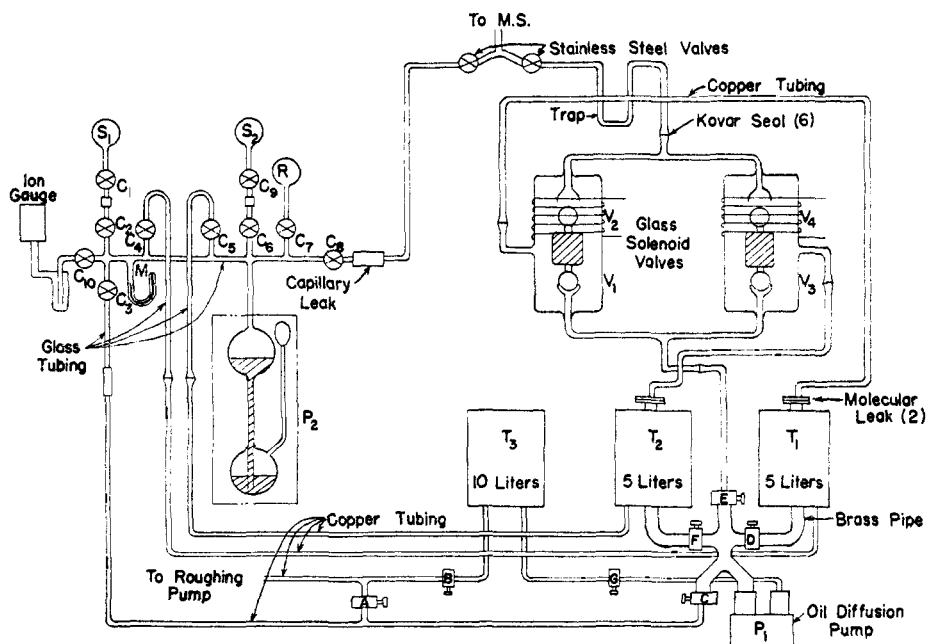 To M.S.
Stainless Steel Valves
Copper Tubing
Trap
Kovar Seal (6)
S1
S2
R
Ion
Gauge
C1
C9
C2
C4
C5
C6
C7
C8
V2
V4
Glass
Solenoid
Valves
M
C10
C3
Capillary
Leak
V1
V3
Glass
Tubing
P2
Molecular
Leak (2)
T3
T2
T1
10 Liters
5 Liters
5 Liters
E
Brass Pipe
Copper Tubing
F
D
To Roughing
Pump
B
G
A
C
P1
Oil Diffusion
Pump